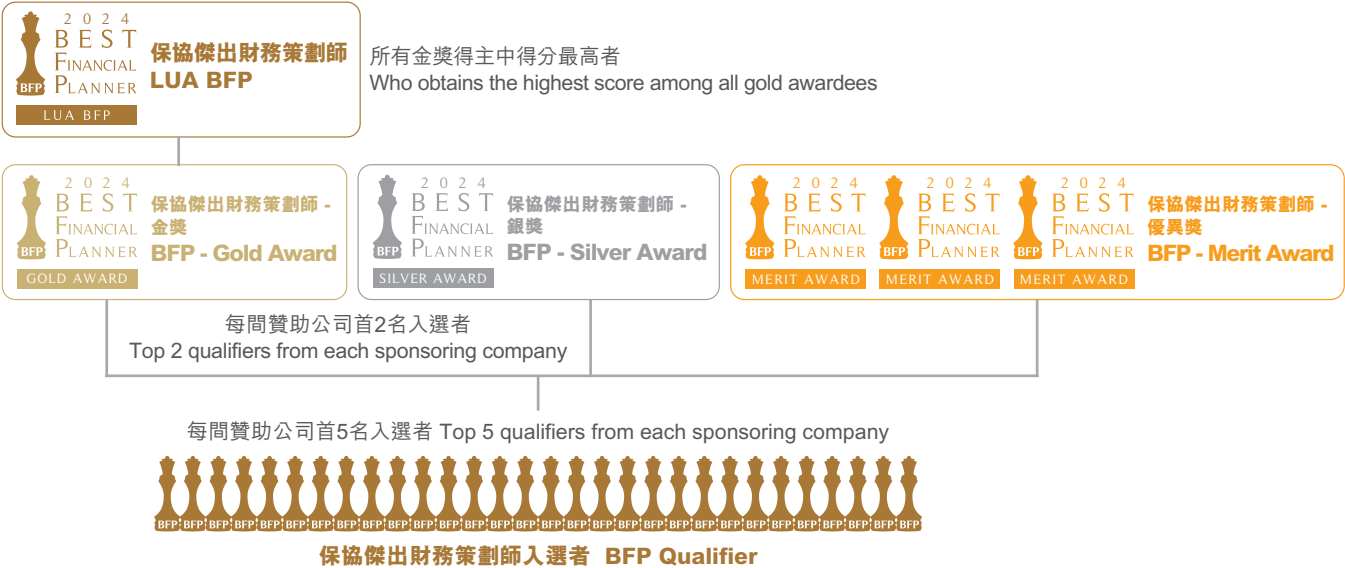 2024
BEST
FINANCIAL
PLANNER
BFP
LUA BFP
保協傑出財務策劃師
LUA BFP
所有金獎得主中得分最高者
Who obtains the highest score among all gold awardees
2024
BEST
FINANCIAL
PLANNER
BFP
GOLD AWARD
保協傑出財務策劃師 -
金獎
BFP - Gold Award
2024
BEST
FINANCIAL
PLANNER
BFP
SILVER AWARD
保協傑出財務策劃師 -
銀獎
BFP - Silver Award
2024
BEST
FINANCIAL
PLANNER
BFP
MERIT AWARD
2024
BEST
FINANCIAL
PLANNER
BFP
MERIT AWARD
2024
BEST
FINANCIAL
PLANNER
BFP
MERIT AWARD
保協傑出財務策劃師 -
優異獎
BFP - Merit Award
每間贊助公司首2名入選者
Top 2 qualifiers from each sponsoring company
每間贊助公司首5名入選者 Top 5 qualifiers from each sponsoring company
BFP BFP BFP BFP BFP BFP BFP BFP BFP BFP BFP BFP BFP BFP BFP BFP BFP BFP BFP BFP BFP BFP BFP BFP BFP BFP BFP BFP BFP BFP
保協傑出財務策劃師入選者 BFP Qualifier